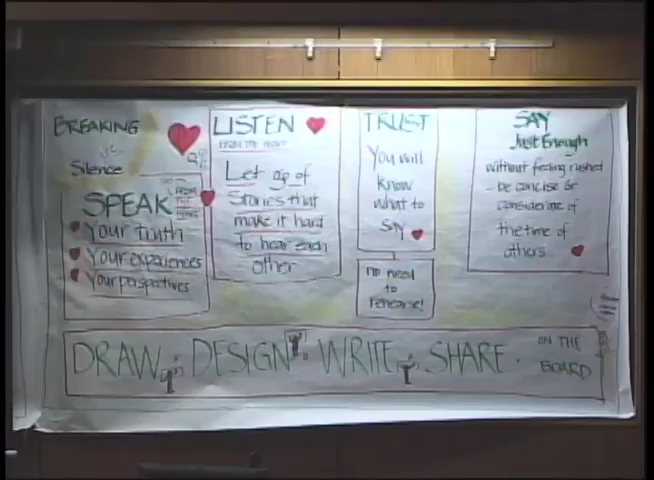 BREAKING
Silence
SPEAK FROM THE HEART
Your truth
Your experiences
Your perspectives
LISTEN
FROM THE HEART
Let go of
Stories that
make it hard
to hear each
other
TRUST
You will
know
what to
SAY
no need
to
rehearse!
SAY
Just Enough
without feeling rushed
be concise &
considerate of
the time of
others
DRAW. DESIGN. WRITE. SHARE.
ON THE
BOARD